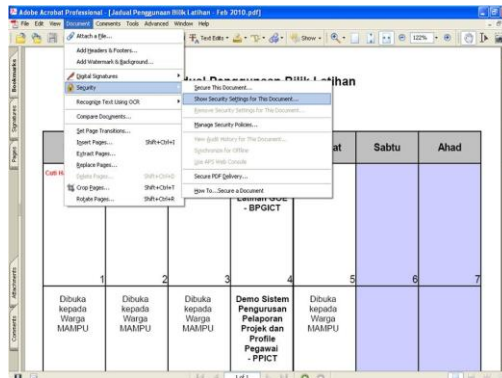 Adobe Acrobat Professional - [Jadual Penggunaan Bilik Latihan - Feb 2010.pdf]
File Edit View Document Comments Tools Advanced Window Help
Attach a File...
Add Headers & Footers...
Add Watermark & Background...
Digital Signatures
Security
Recognize Text Using OCR
Compare Documents...
Set Page Transitions...
Insert Pages... Shift+Ctrl+I
Extract Pages...
Replace Pages...
Delete Pages... Shift+Ctrl+D
Crop Pages... Shift+Ctrl+T
Rotate Pages... Shift+Ctrl+R
Secure This Document...
Show Security Settings for This Document...
Remove Security Settings for This Document...
Manage Security Policies...
View Audit History for This Document...
Synchronize for Offline
Use APS Web Console
Secure PDF Delivery...
How To...Secure a Document
Text Edits
Show
122%
Bookmarks
Signatures
Pages
Attachments
Comments
Sabtu Ahad
Cuti
Latihan
- BPGICT
1 2 3 4 5 6 7
Dibuka kepada Warga MAMPU
Dibuka kepada Warga MAMPU
Dibuka kepada Warga MAMPU
Demo Sistem Pengurusan Pelaporan Projek dan Profile Pegawai - PPICT
Dibuka kepada Warga MAMPU
1 of 1